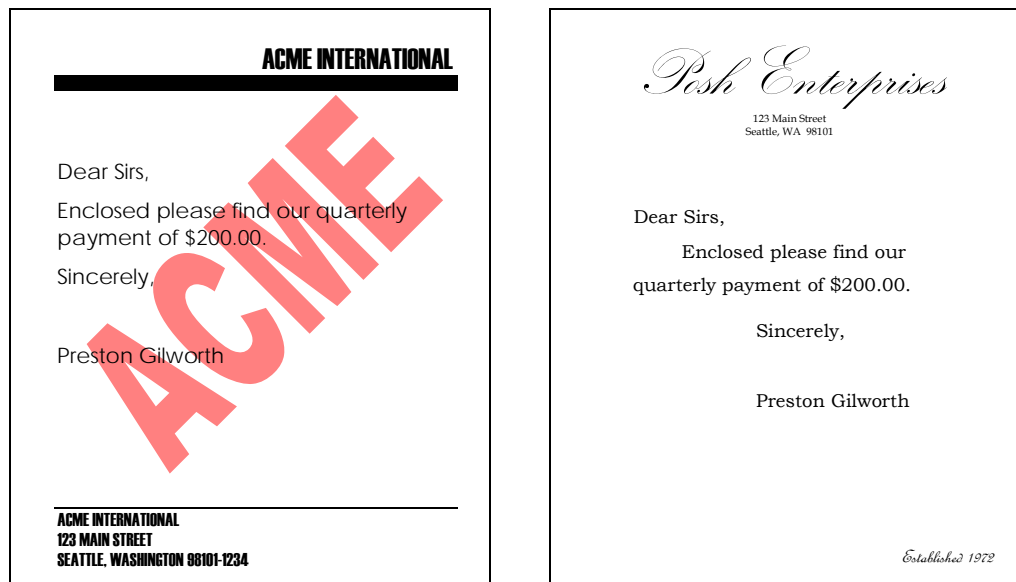 ACME INTERNATIONAL
ACME
Dear Sirs,
Enclosed please find our quarterly
payment of $200.00.
Sincerely,
Preston Gilworth
ACME INTERNATIONAL
123 MAIN STREET
SEATTLE, WASHINGTON 98101-1234
Posh Enterprises
123 Main Street
Seattle, WA 98101
Dear Sirs,
Enclosed please find our
quarterly payment of $200.00.
Sincerely,
Preston Gilworth
Established 1972